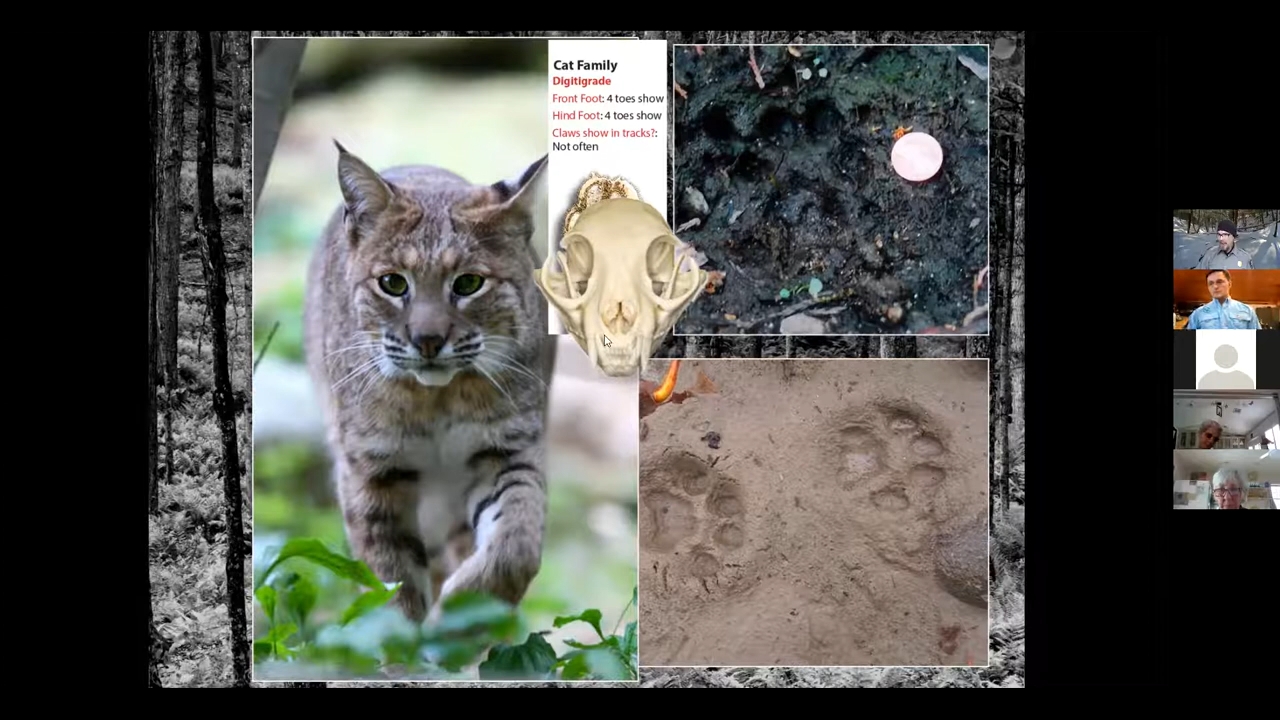 Cat Family
Digitigrade
Front Foot: 4 toes show
Hind Foot: 4 toes show
Claws show in tracks?:
Not often